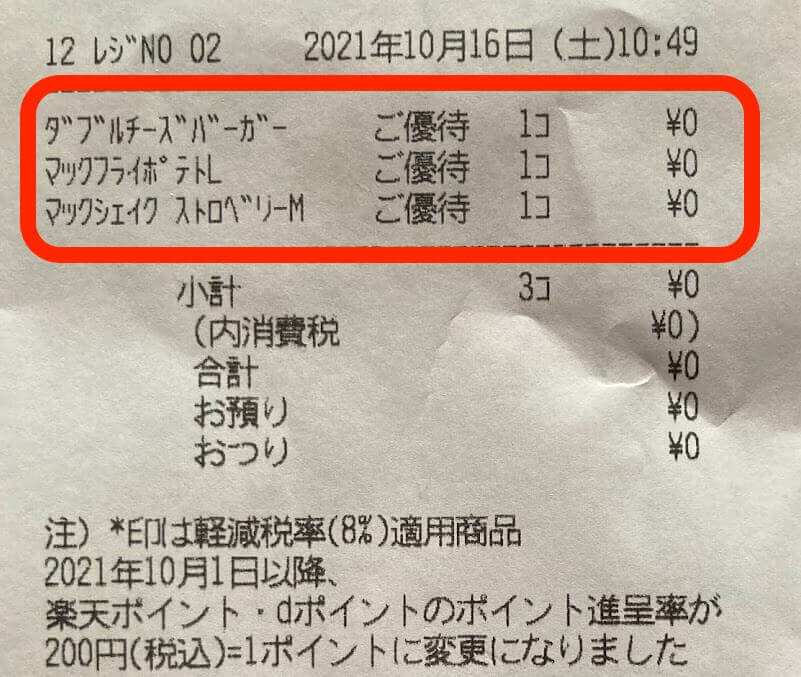 12 ﾚｼﾞNO 02 2021年10月16日 (土)10:49
ﾀﾞﾌﾞﾙﾁｰｽﾞﾊﾞｰｶﾞｰ ご優待 1ｺ ¥0
ﾏｯｸﾌﾗｲﾎﾟﾃﾄL ご優待 1ｺ ¥0
ﾏｯｸｼｪｲｸ ｽﾄﾛﾍﾞﾘｰM ご優待 1ｺ ¥0
小計 3ｺ ¥0
(内消費税 ¥0)
合計 ¥0
お預り ¥0
おつり ¥0
注) *印は軽減税率(8%)適用商品
2021年10月1日以降、
楽天ポイント・dポイントのポイント進呈率が
200円(税込)=1ポイントに変更になりました